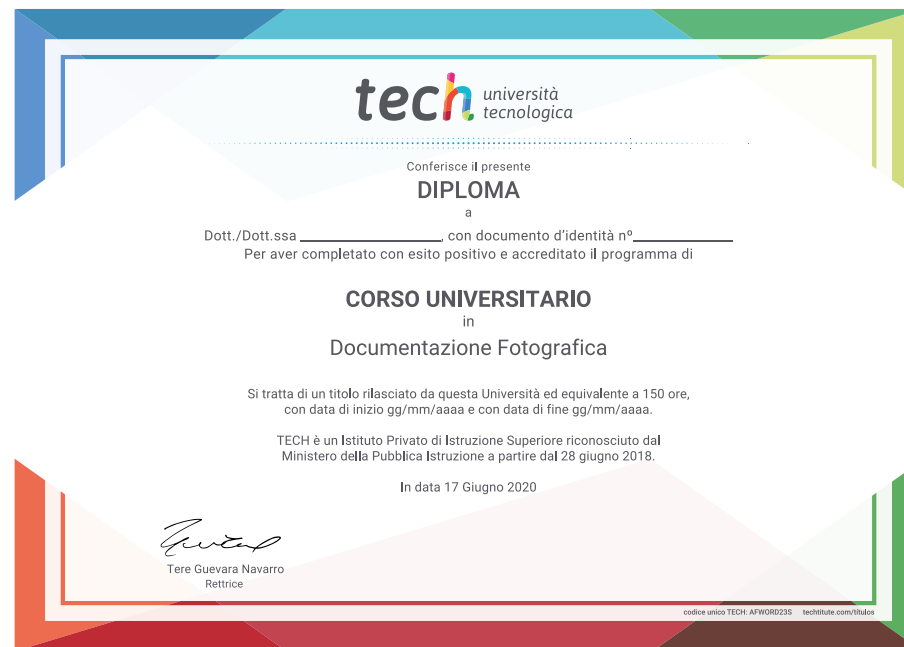 tech università
tecnologica
Conferisce il presente
DIPLOMA
a
Dott./Dott.ssa ____________________, con documento d'identità nº______________
Per aver completato con esito positivo e accreditato il programma di
CORSO UNIVERSITARIO
in
Documentazione Fotografica
Si tratta di un titolo rilasciato da questa Università ed equivalente a 150 ore,
con data di inizio gg/mm/aaaa e con data di fine gg/mm/aaaa.
TECH è un Istituto Privato di Istruzione Superiore riconosciuto dal
Ministero della Pubblica Istruzione a partire dal 28 giugno 2018.
In data 17 Giugno 2020
Tere Guevara Navarro
Rettrice
codice unico TECH: AFWORD23S techtitute.com/titulos